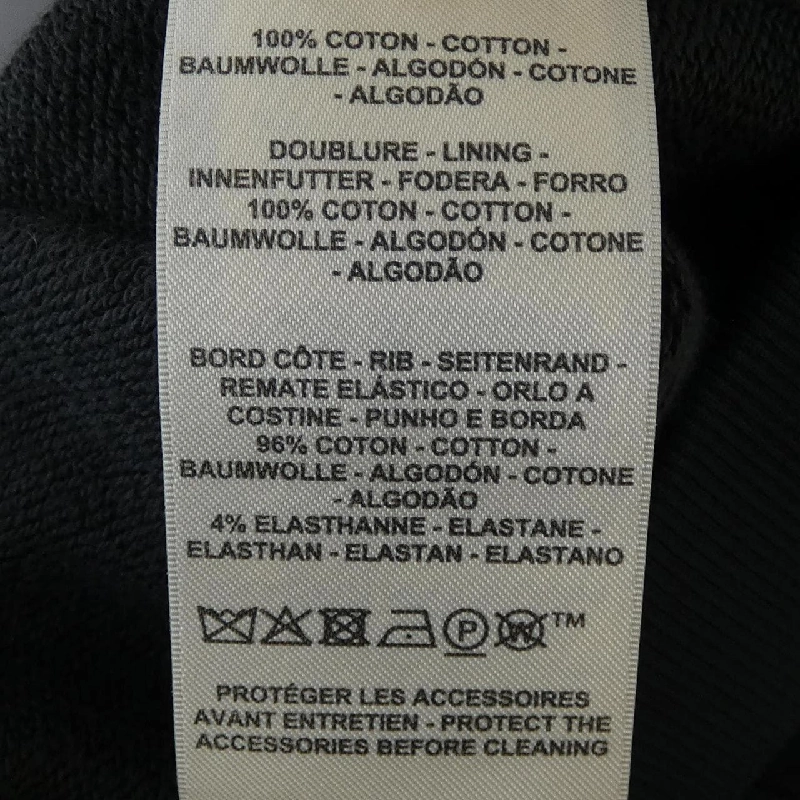 100% COTON - COTTON -
BAUMWOLLE - ALGODÓN - COTONE
- ALGODÃO
DOUBLURE - LINING -
INNENFUTTER - FODERA - FORRO
100% COTON - COTTON -
BAUMWOLLE - ALGODÓN - COTONE
- ALGODÃO
BORD CÔTE - RIB - SEITENRAND -
REMATE ELÁSTICO - ORLO A
COSTINE - PUNHO E BORDA
96% COTON - COTTON -
BAUMWOLLE - ALGODÓN - COTONE
- ALGODÃO
4% ELASTHANNE - ELASTANE -
ELASTHAN - ELASTAN - ELASTANO
P W TM
PROTÉGER LES ACCESSOIRES
AVANT ENTRETIEN - PROTECT THE
ACCESSORIES BEFORE CLEANING